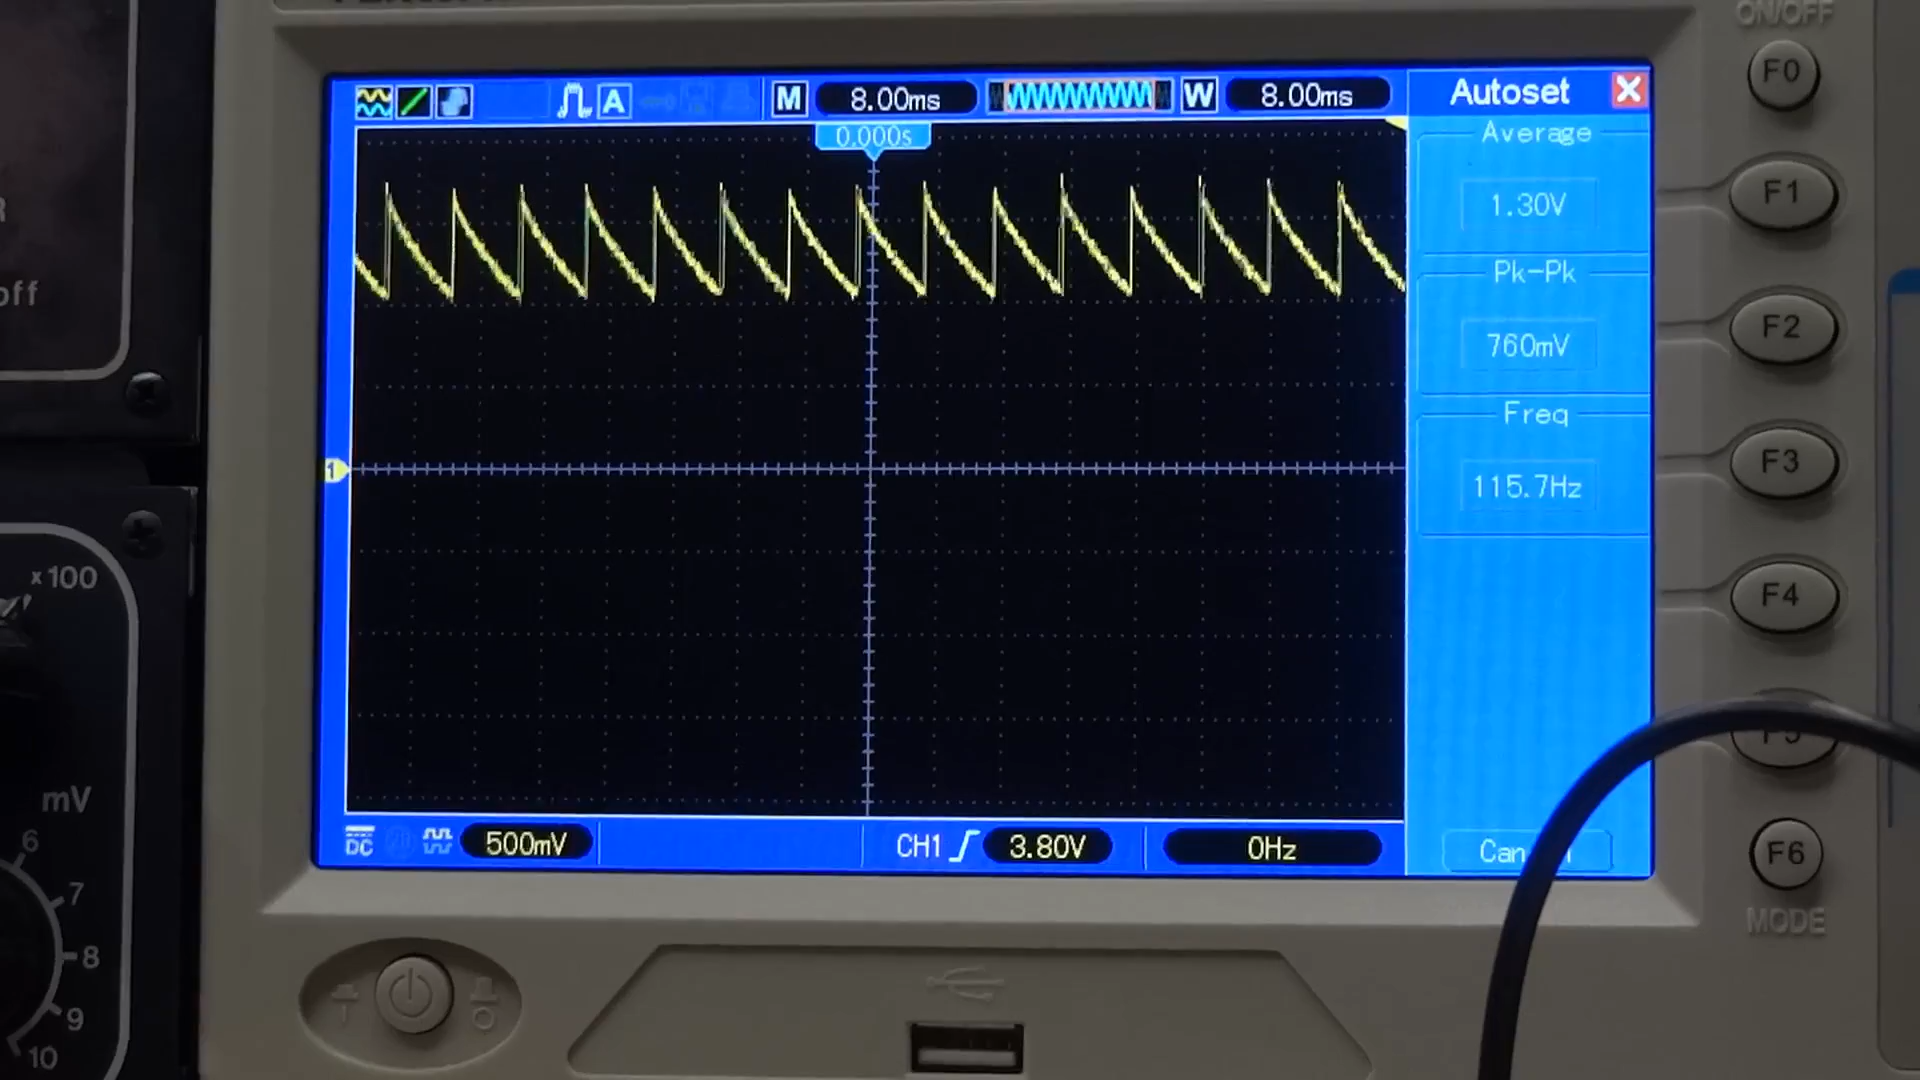 ON/OFF
M 8.00ms W 8.00ms Autoset
0.000s
Average
1.30V
Pk-Pk
760mV
Freq
115.7Hz
1
DC 500mV CH1 3.80V 0Hz
F0
F1
F2
F3
F4
F5
F6
MODE
off
x100
mV
6
7
8
9
10
A